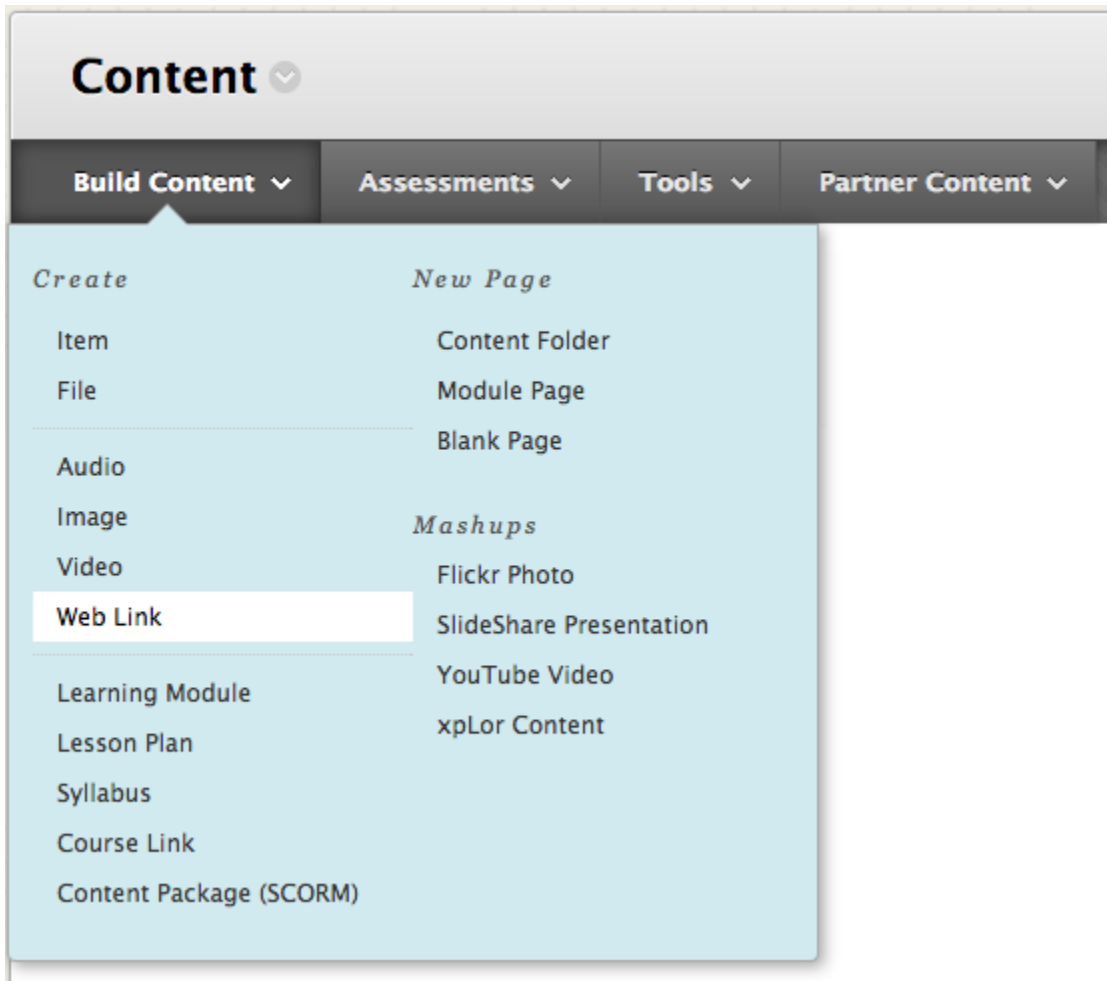 Content
Build Content
Assessments
Tools
Partner Content
Create
Item
File
Audio
Image
Video
Web Link
Learning Module
Lesson Plan
Syllabus
Course Link
Content Package (SCORM)
New Page
Content Folder
Module Page
Blank Page
Mashups
Flickr Photo
SlideShare Presentation
YouTube Video
xpLor Content